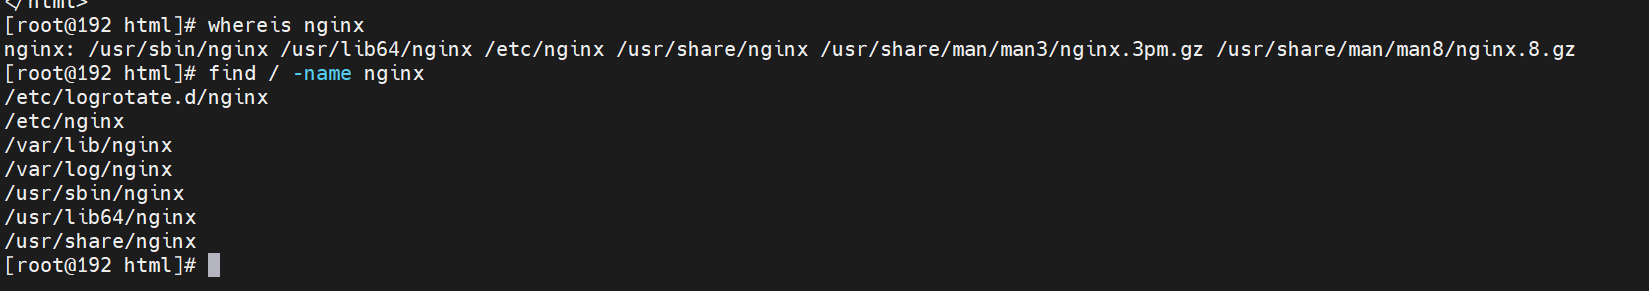 </html>
[root@192 html]# whereis nginx
nginx: /usr/sbin/nginx /usr/lib64/nginx /etc/nginx /usr/share/nginx /usr/share/man/man3/nginx.3pm.gz /usr/share/man/man8/nginx.8.gz
[root@192 html]# find / -name nginx
/etc/logrotate.d/nginx
/etc/nginx
/var/lib/nginx
/var/log/nginx
/usr/sbin/nginx
/usr/lib64/nginx
/usr/share/nginx
[root@192 html]#